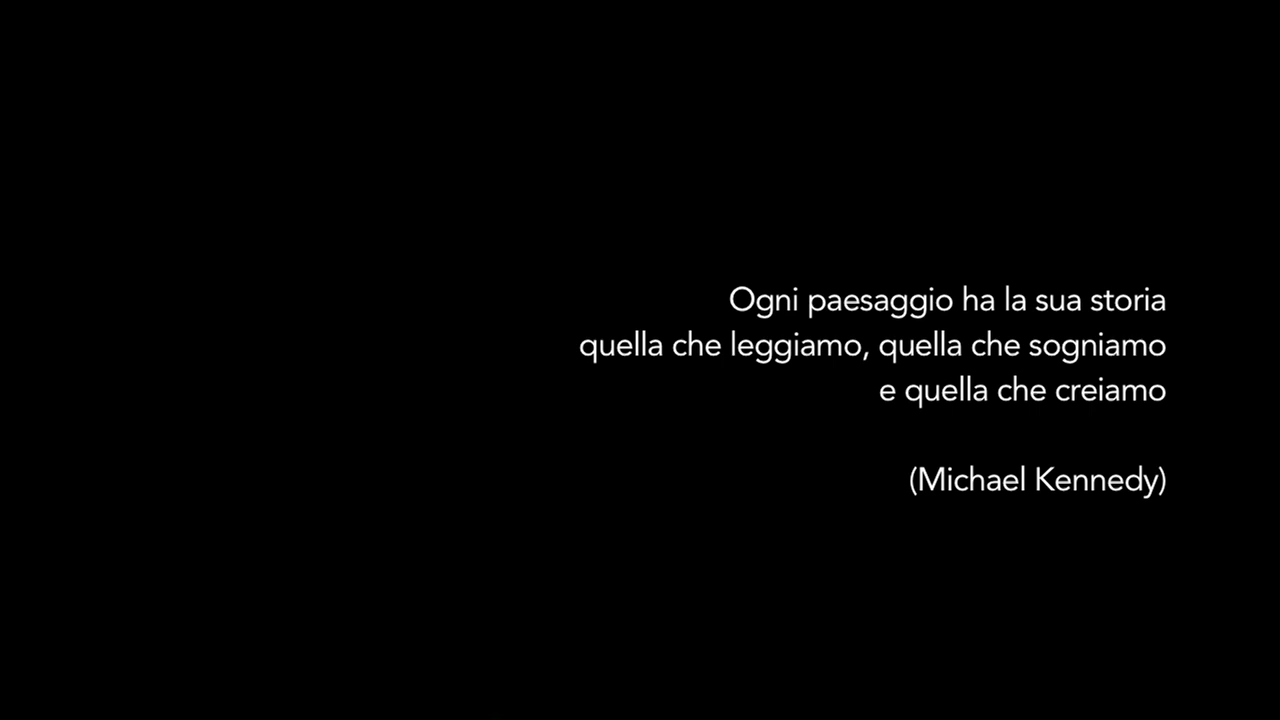 Ogni paesaggio ha la sua storia
quella che leggiamo, quella che sogniamo
e quella che creiamo
(Michael Kennedy)